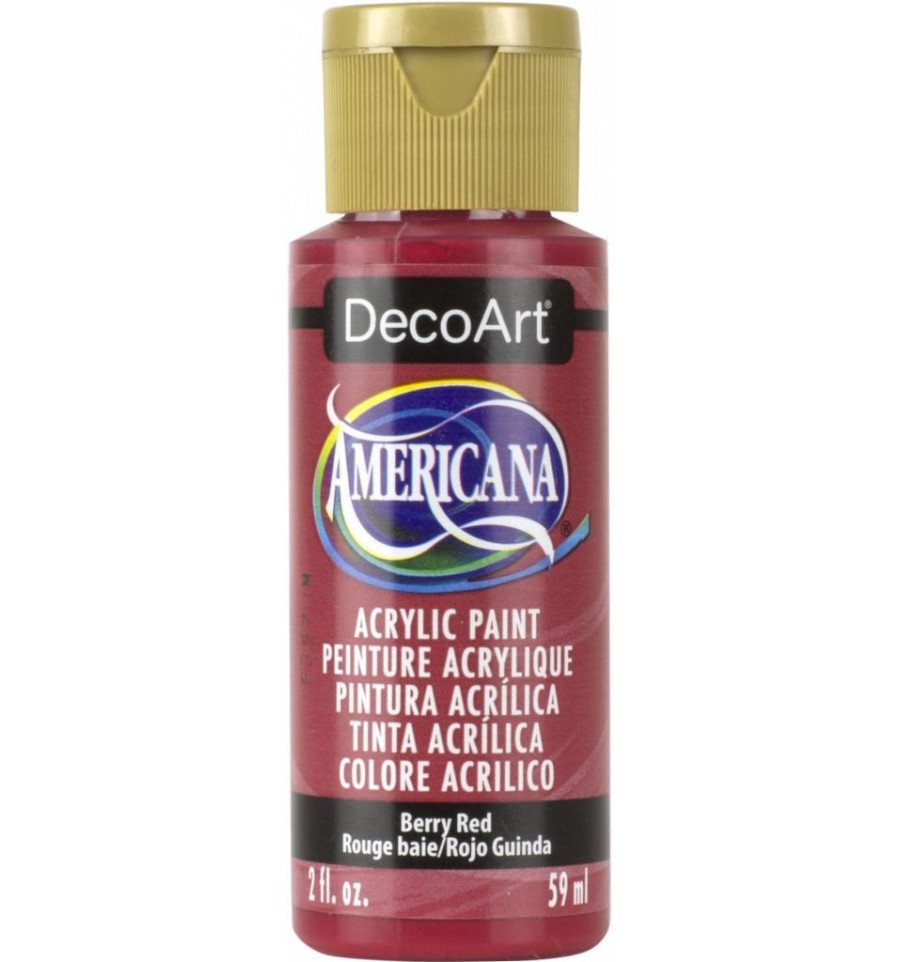 DecoArt®
AMERICANA®
ACRYLIC PAINT
PEINTURE ACRYLIQUE
PINTURA ACRÍLICA
TINTA ACRÍLICA
COLORE ACRILICO
Berry Red
Rouge baie/Rojo Guinda
2 fl. oz. 59 ml